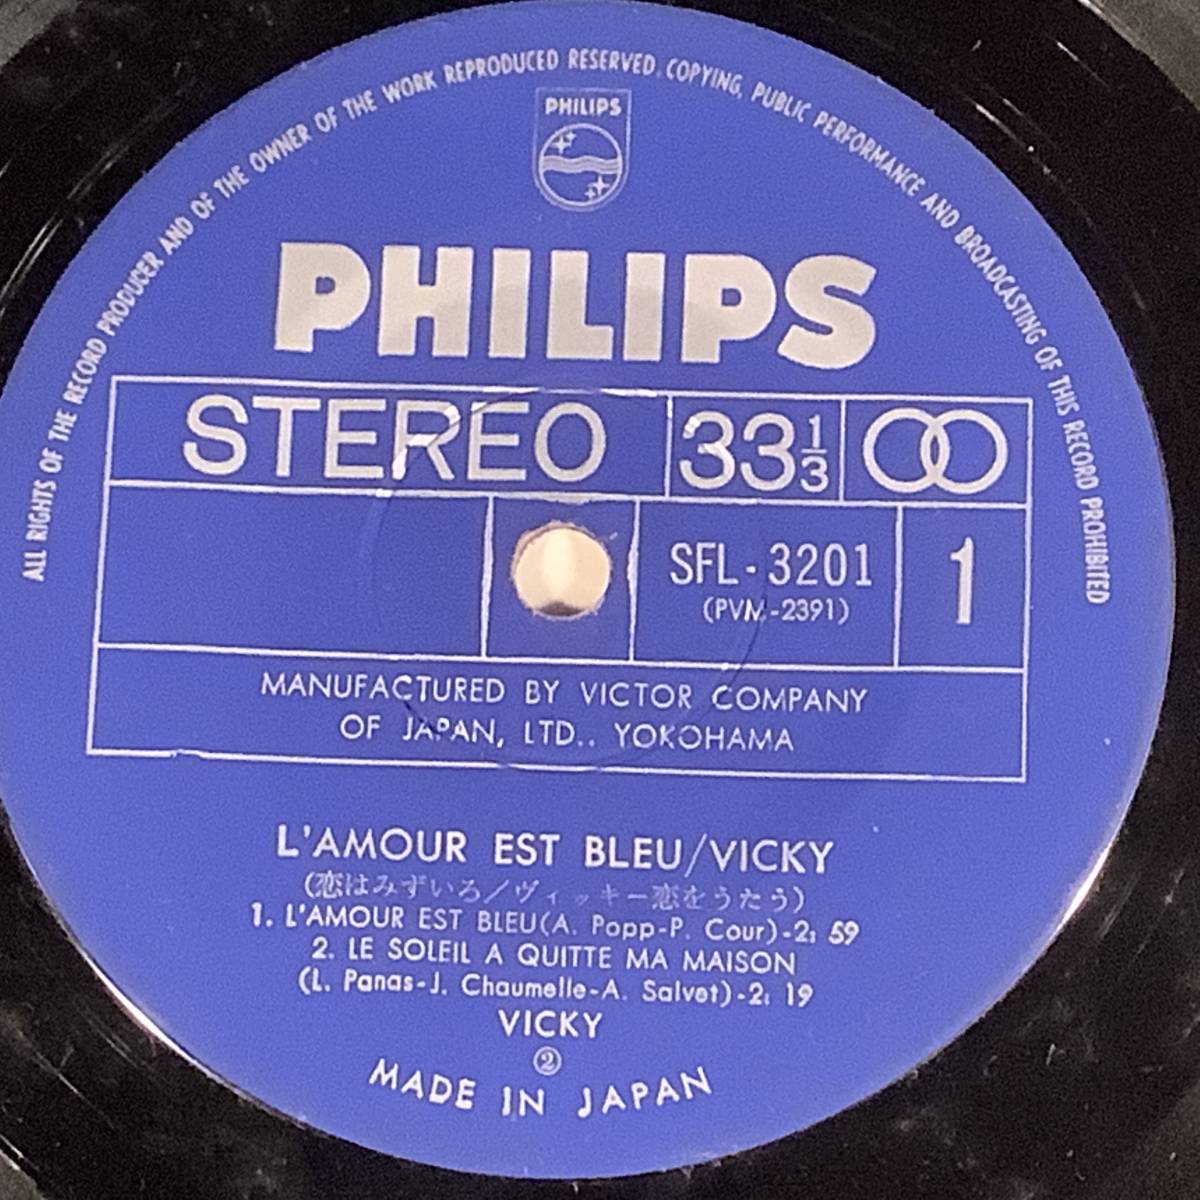 ALL RIGHTS OF THE RECORD PRODUCER AND OF THE OWNER OF THE WORK REPRODUCED RESERVED. COPYING, PUBLIC PERFORMANCE AND BROADCASTING OF THIS RECORD PROHIBITED
PHILIPS
PHILIPS
STEREO 33 1/3
SFL-3201 1
(PVM-2391)
MANUFACTURED BY VICTOR COMPANY
OF JAPAN, LTD.. YOKOHAMA
L'AMOUR EST BLEU/VICKY
(恋はみずいろ/ヴィッキー恋をうたう)
1. L'AMOUR EST BLEU(A. Popp-P. Cour)-2: 59
2. LE SOLEIL A QUITTE MA MAISON
(L. Panas-J. Chaumelle-A. Salvet)-2: 19
VICKY
②
MADE IN JAPAN